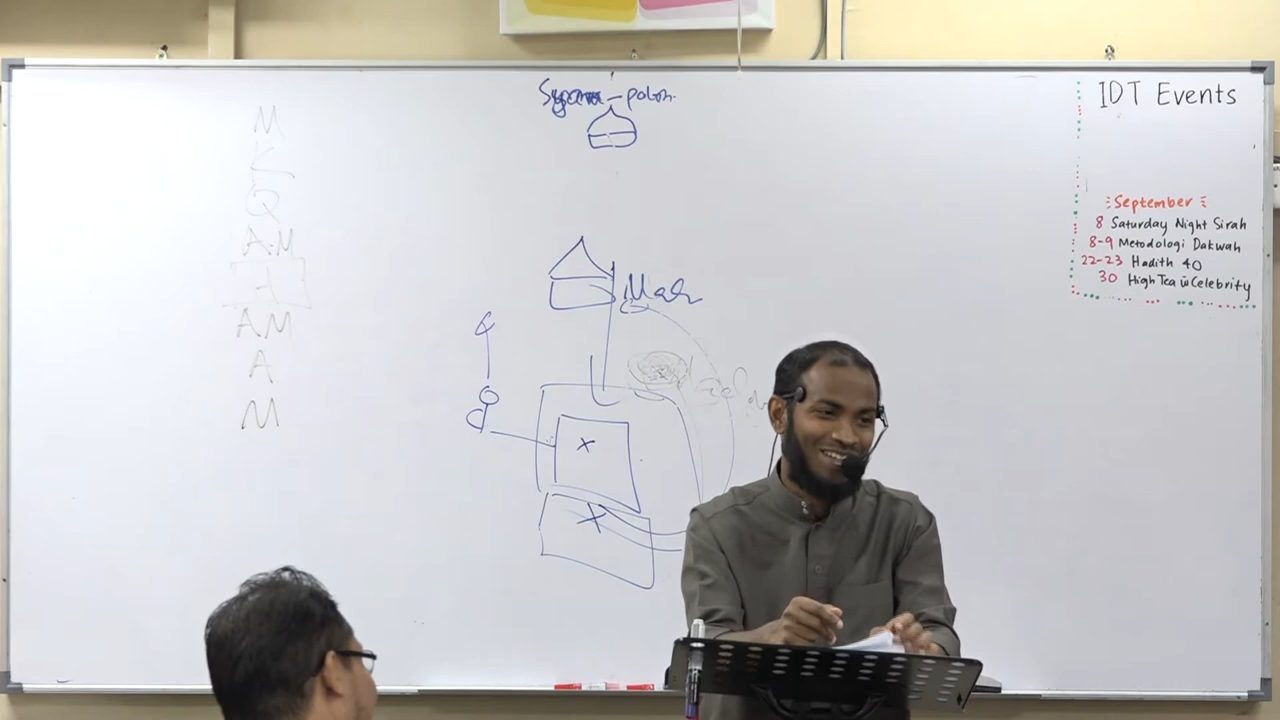 M
K
Q
A.M
H
AM
A
M
IDT Events
September
8 Saturday Night Sirah
8-9 Metodologi Dakwah
22-23 Hadith 40
30 High Tea w Celebrity